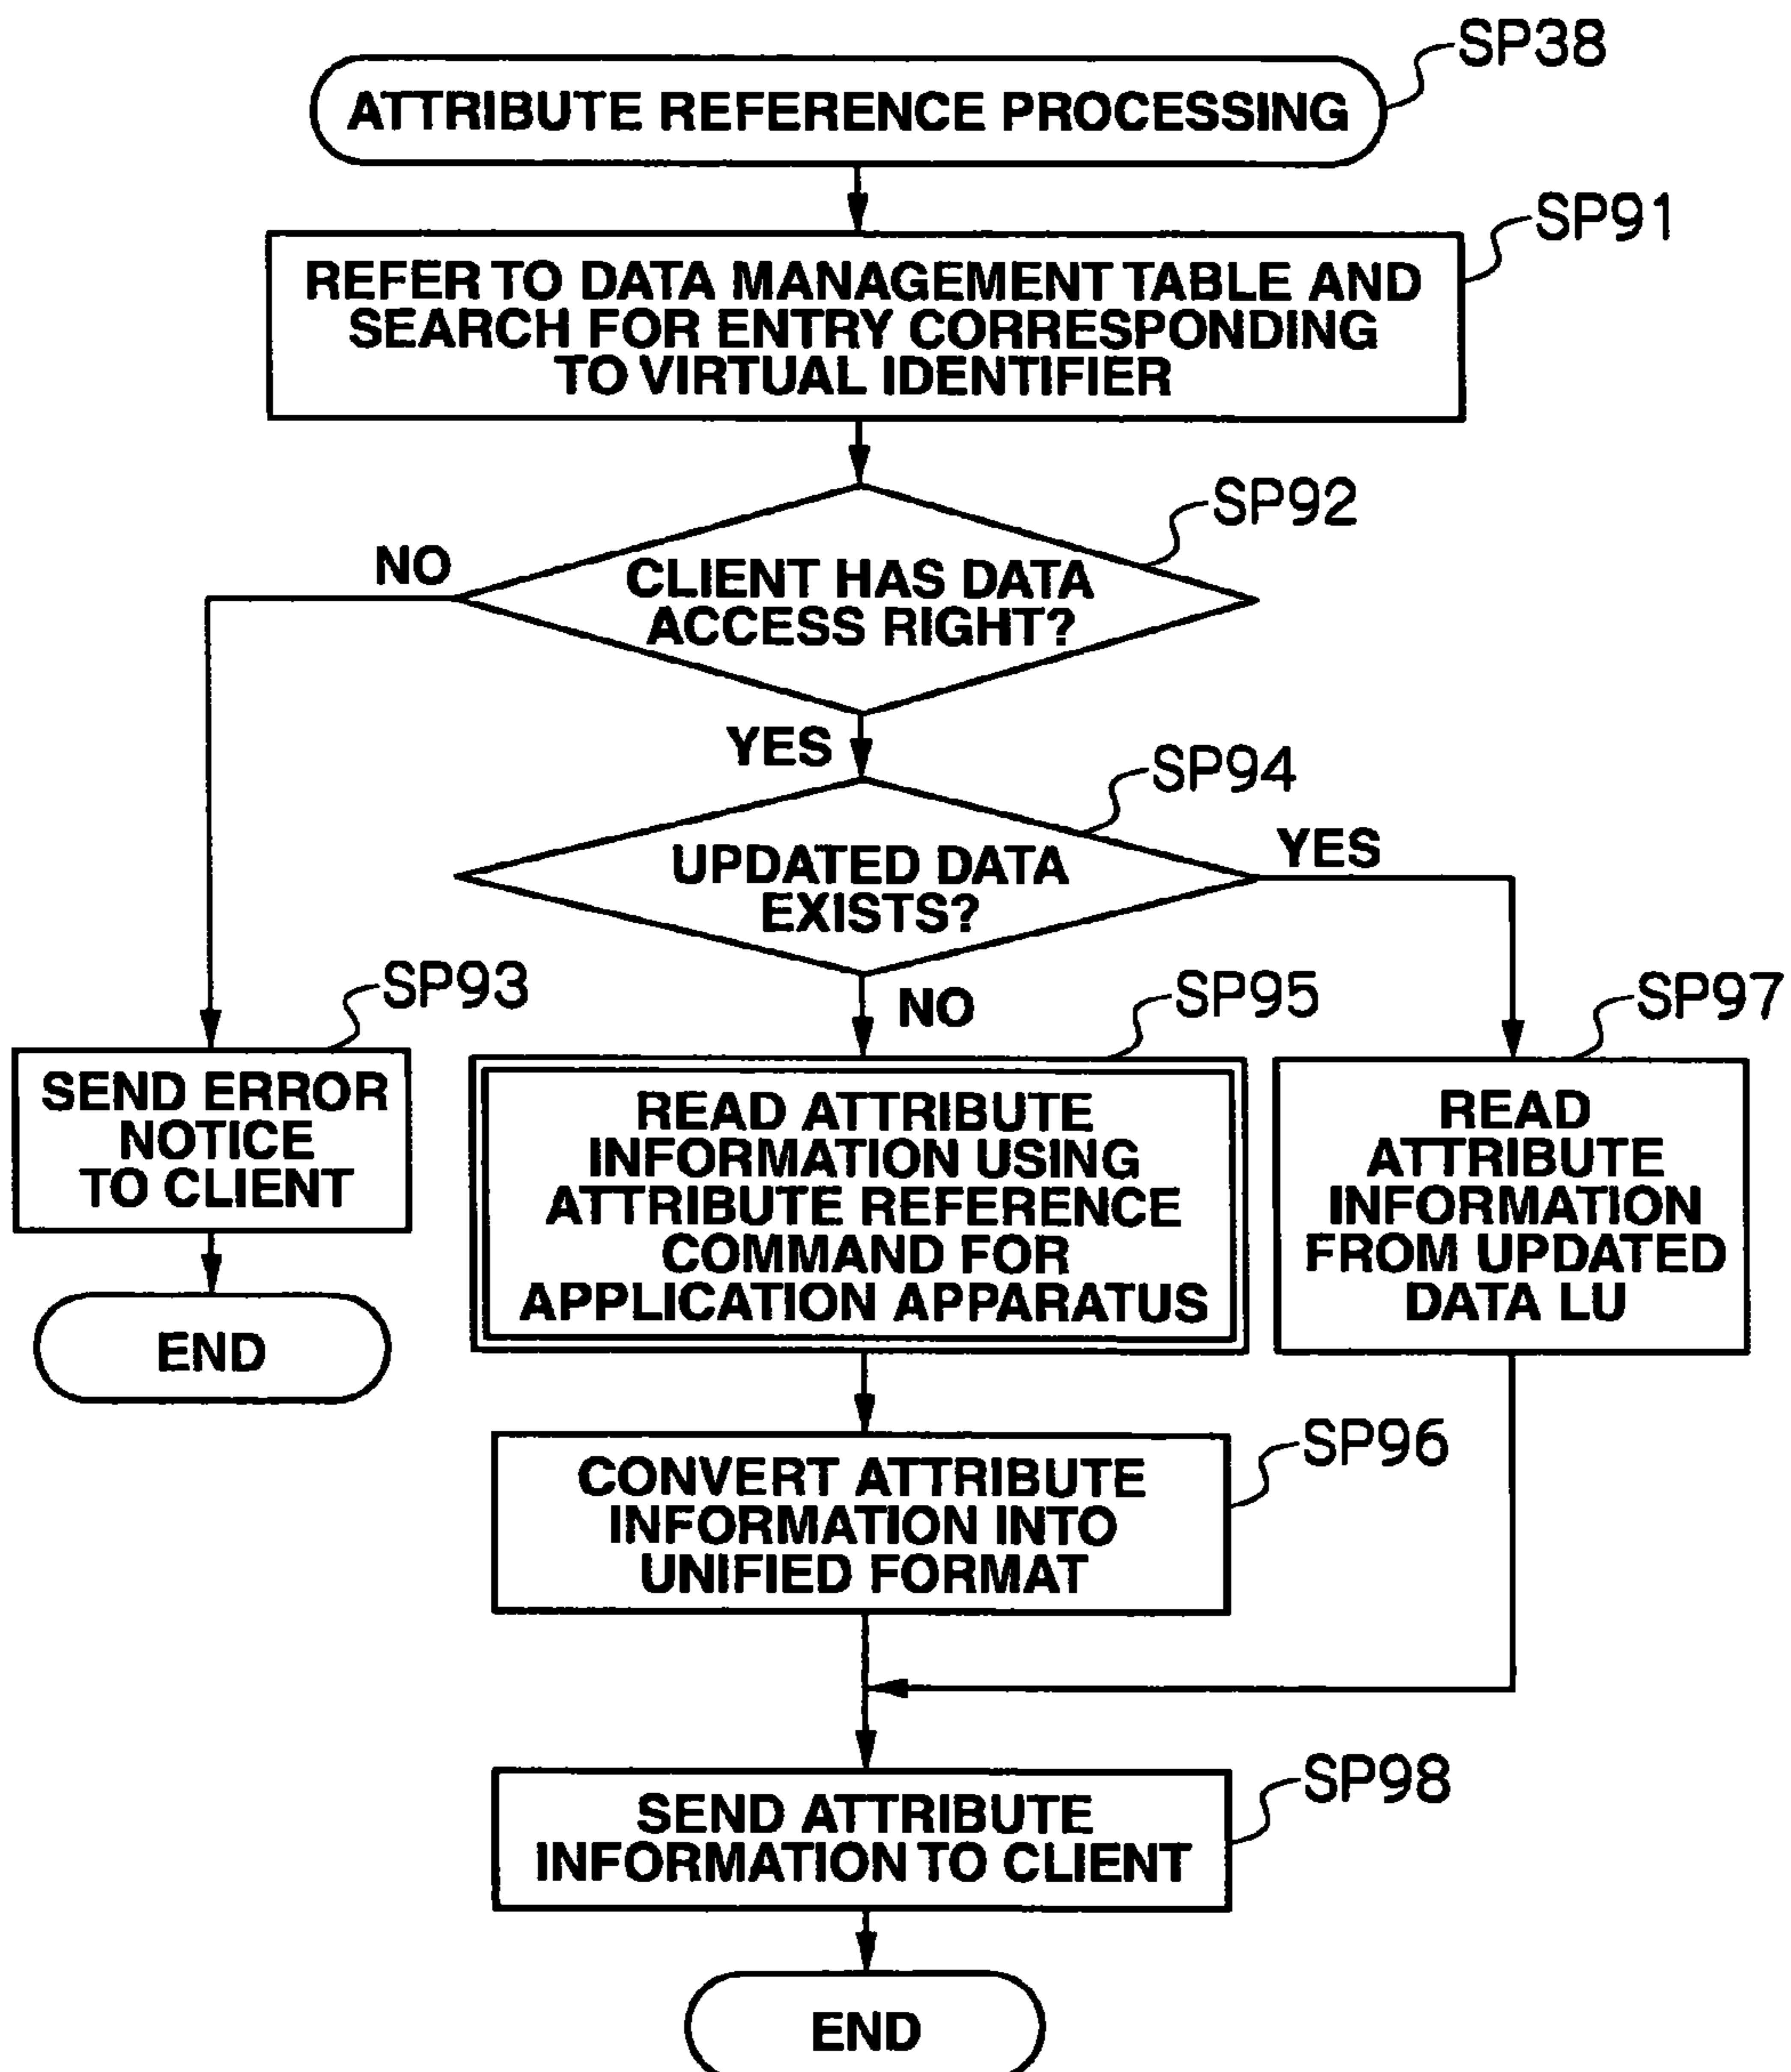 SP38
ATTRIBUTE REFERENCE PROCESSING
SP91
REFER TO DATA MANAGEMENT TABLE AND
SEARCH FOR ENTRY CORRESPONDING
TO VIRTUAL IDENTIFIER
SP92
NO
CLIENT HAS DATA
ACCESS RIGHT?
YES
SP94
YES
UPDATED DATA
EXISTS?
SP93
NO
SP95
SP97
SEND ERROR
NOTICE
TO CLIENT
END
READ ATTRIBUTE
INFORMATION USING
ATTRIBUTE REFERENCE
COMMAND FOR
APPLICATION APPARATUS
READ
ATTRIBUTE
INFORMATION
FROM UPDATED
DATA LU
SP96
CONVERT ATTRIBUTE
INFORMATION INTO
UNIFIED FORMAT
SP98
SEND ATTRIBUTE
INFORMATION TO CLIENT
END